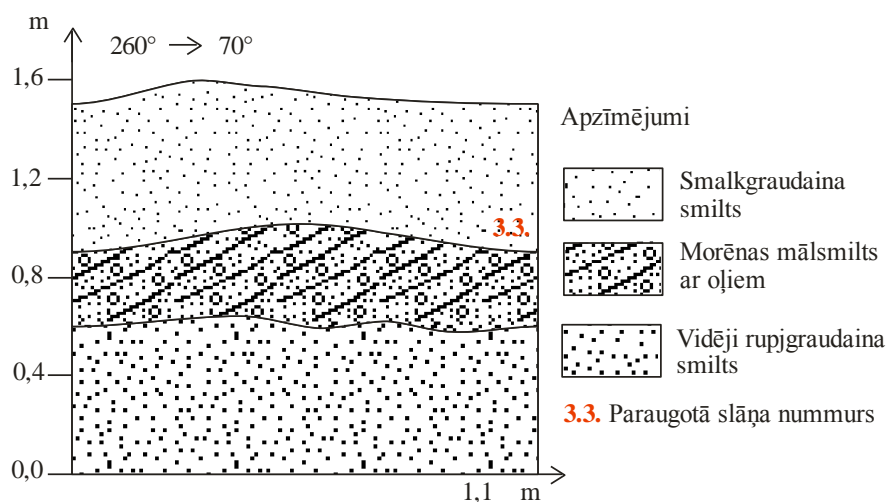 m
260° → 70°
1,6
1,2
0,8
0,4
0,0
1,1 m
3.3.
Apzīmējumi
Smalkgraudaina
smilts
Morēnas mālsmilts
ar oļiem
Vidēji rupjgraudaina
smilts
3.3. Paraugotā slāņa nummurs